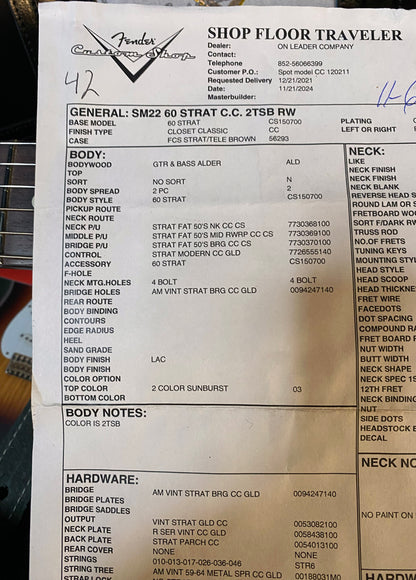 Fender
Custom Shop
SHOP FLOOR TRAVELER
Dealer: ON LEADER COMPANY
Contact:
Telephone 852-56066399
Customer P.O.: Spot model CC 120211
Requested Delivery 12/21/2021
Date: 11/21/2024
Masterbuilder:
42
GENERAL: SM22 60 STRAT C.C. 2TSB RW
BASE MODEL 60 STRAT CS150700 PLATING
FINISH TYPE CLOSET CLASSIC CC LEFT OR RIGHT
CASE FCS STRAT/TELE BROWN 56293
BODY:
BODYWOOD GTR & BASS ALDER ALD
TOP
SORT NO SORT N
BODY SPREAD 2 PC 2
BODY STYLE 60 STRAT CS150700
PICKUP ROUTE
NECK ROUTE
NECK P/U STRAT FAT 50'S NK CC CS 7730368100
MIDDLE P/U STRAT FAT 50'S MID RWRP CC CS 7730369100
BRIDGE P/U STRAT FAT 50'S BRG CC CS 7730370100
CONTROL STRAT MODERN CC GLD 7726555140
ACCESSORY 60 STRAT CS150700
F-HOLE
NECK MTG.HOLES 4 BOLT 4 BOLT
BRIDGE HOLES AM VINT STRAT BRG CC GLD 0094247140
REAR ROUTE
BODY BINDING
CONTOURS
EDGE RADIUS
HEEL
SAND GRADE
BODY FINISH LAC
BODY FINISH
COLOR OPTION
TOP COLOR 2 COLOR SUNBURST 03
BOTTOM COLOR
BODY NOTES:
COLOR IS 2TSB
HARDWARE:
BRIDGE AM VINT STRAT BRG CC GLD 0094247140
BRIDGE PLATES
BRIDGE SADDLES
OUTPUT VINT STRAT GLD CC 0053082100
NECK PLATE R SER VINT CC GLD 0058438100
BACK PLATE STRAT PARCH CC 0054013100
REAR COVER NONE NONE
STRINGS 010-013-017-026-036-046 STR6
STRING TREE AM VINT 59-64 METAL SPR CC GLD 00188031M0
NECK:
LIKE
NECK FINISH
NECK FINISH
NECK BLANK
REVERSE HEAD S
ROUND LAM OR S
FRETBOARD WOO
SORT F/DARK RW
TRUSS ROD
NO.OF FRETS
TUNING KEYS
MOUNTING STYL
HEAD STYLE
HEAD SCOOP
HEAD THICKNES
FRET WIRE
FACEDOTS
DOT SPACING
COMPOUND RA
FRET BOARD F
NUT WIDTH
BUTT WIDTH
NECK SHAPE
NECK SPEC 1S
12TH FRET
NECK BINDING
NUT
SIDE DOTS
HEADSTOCK B
DECAL
NECK NO
NO PAINT ON
HARDW